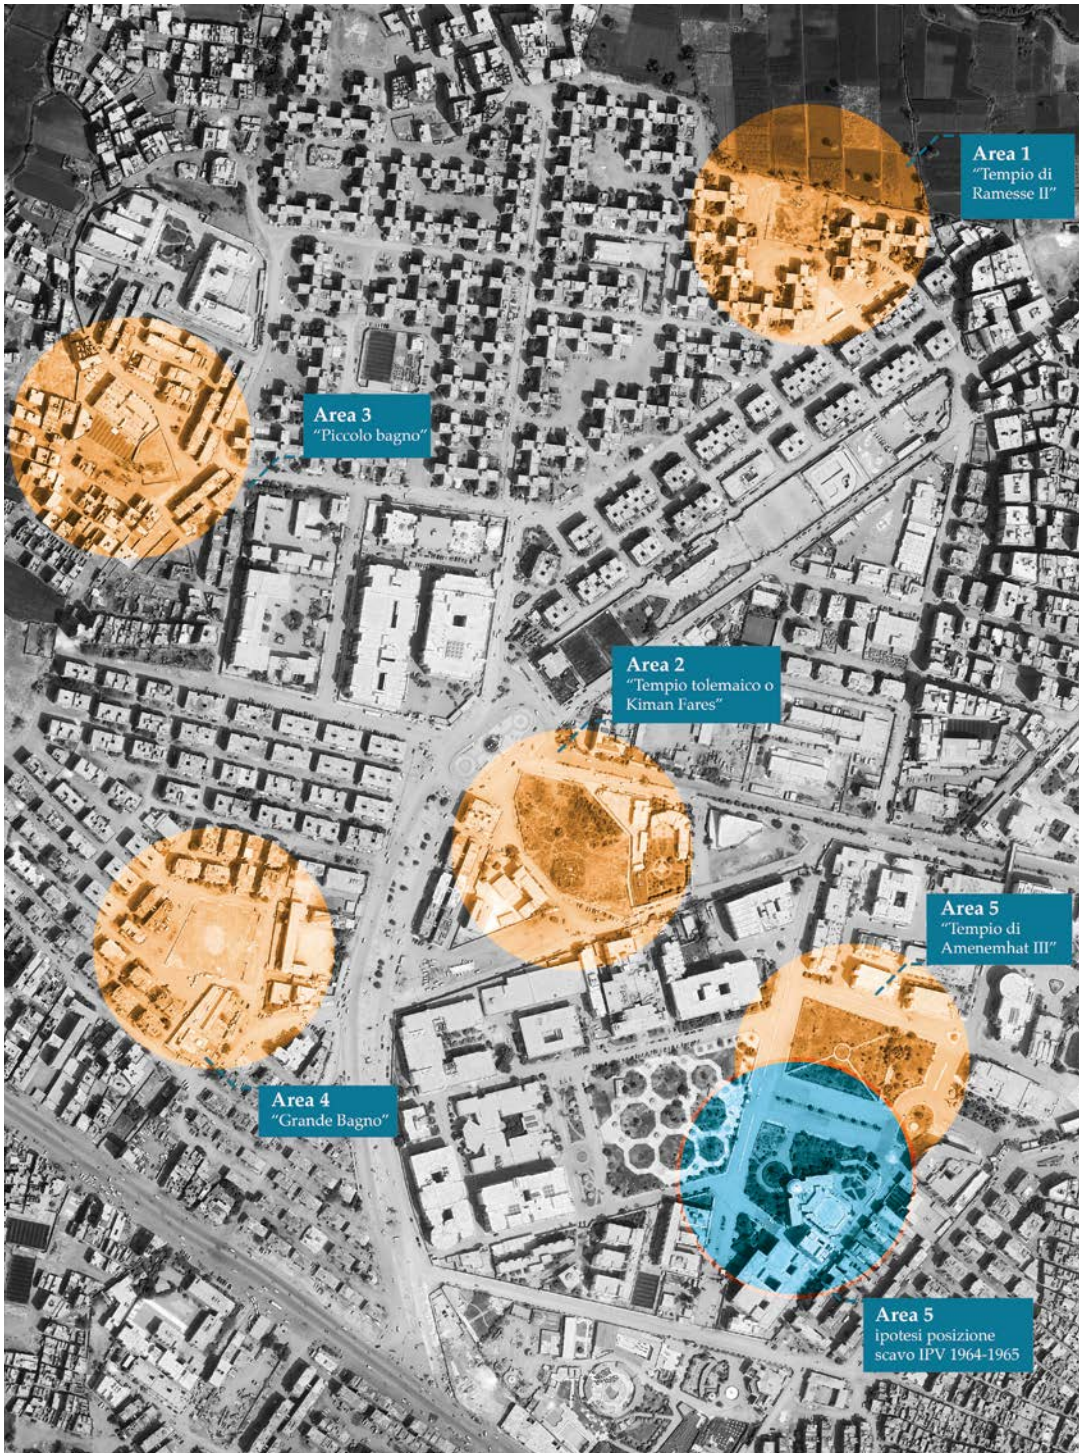 Area 1
“Tempio di
Ramesse II”
Area 3
“Piccolo bagno”
Area 2
“Tempio tolemaico o
Kiman Fares”
Area 5
“Tempio di
Amenemhat III”
Area 4
“Grande Bagno”
Area 5
ipotesi posizione
scavo IPV 1964-1965